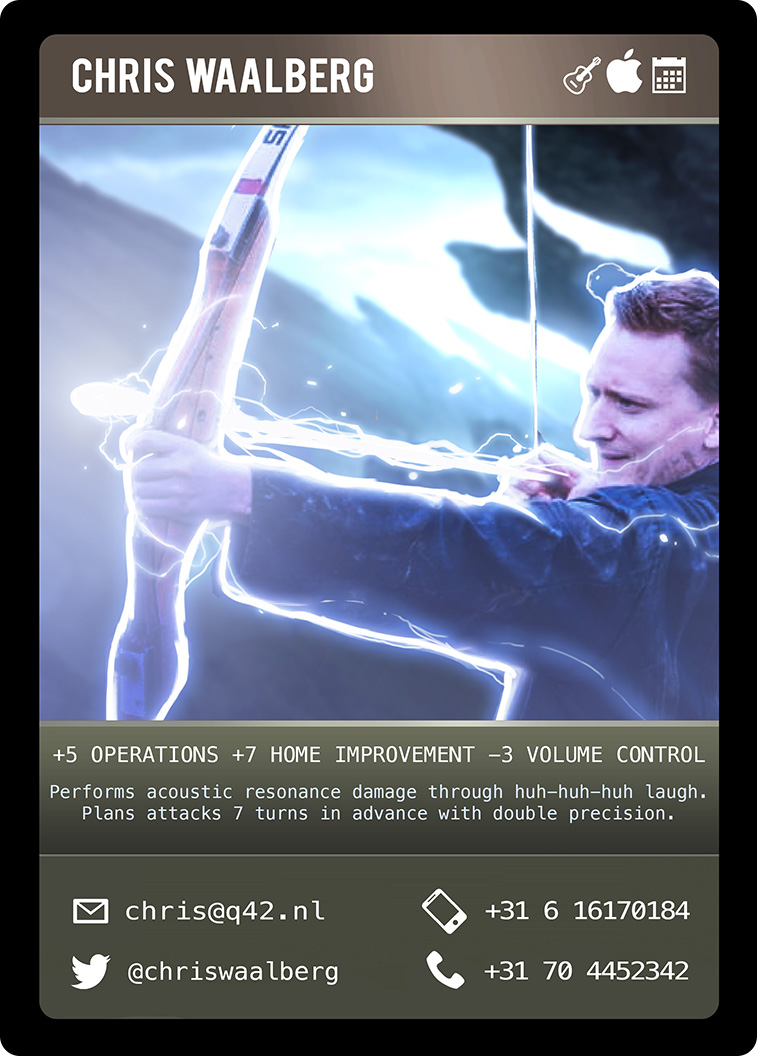 CHRIS WAALBERG
+5 OPERATIONS +7 HOME IMPROVEMENT −3 VOLUME CONTROL
Performs acoustic resonance damage through huh−huh−huh laugh.
Plans attacks 7 turns in advance with double precision.
chris@q42.nl
+31 6 16170184
@chriswaalberg
+31 70 4452342